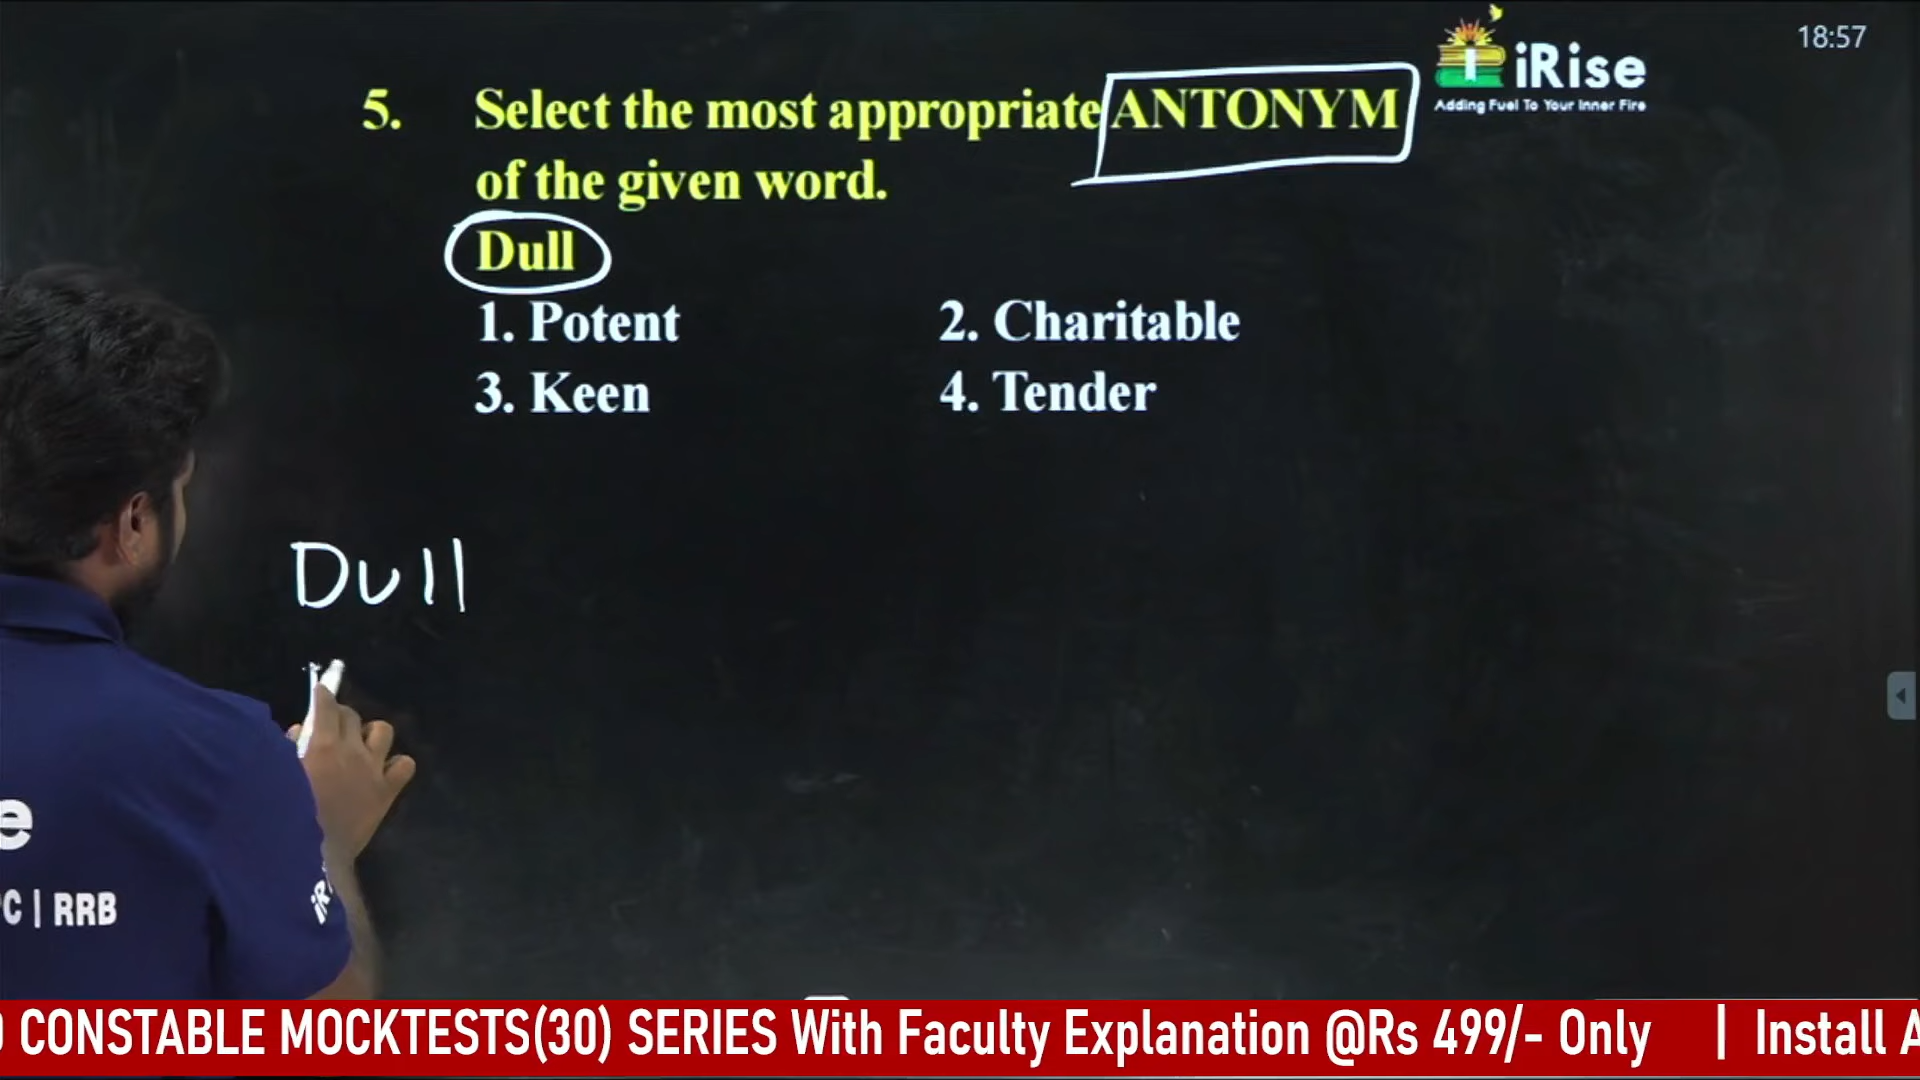 18:57
iRise
Adding Fuel To Your Inner Fire
5. Select the most appropriate ANTONYM
of the given word.
Dull
1. Potent 2. Charitable
3. Keen 4. Tender
Dull
e
C | RRB
iR
CONSTABLE MOCKTESTS(30) SERIES With Faculty Explanation @Rs 499/- Only | Install A